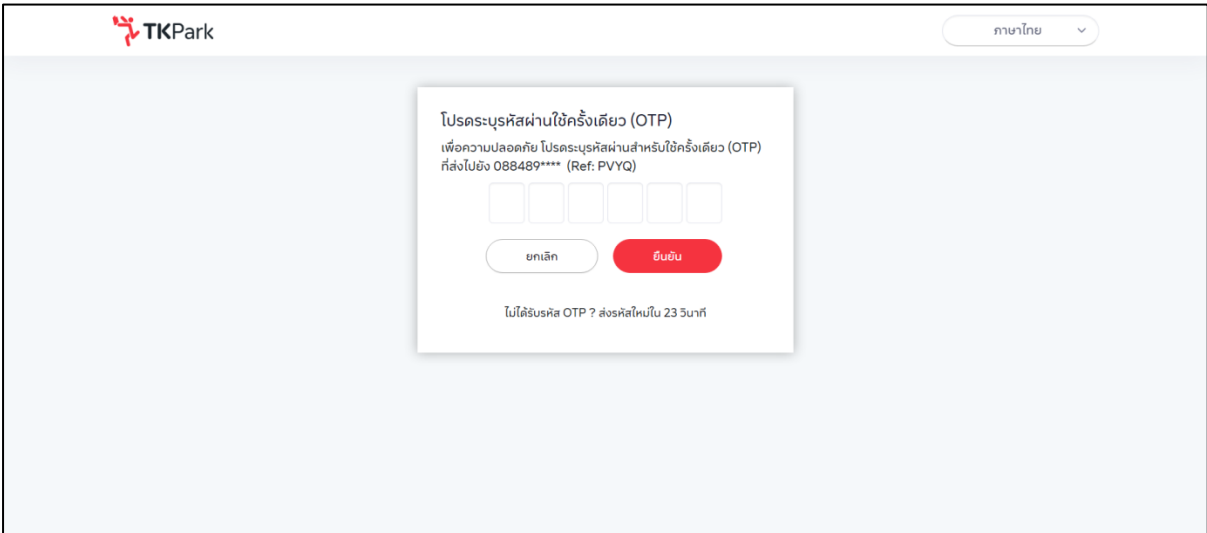 TKPark
ภาษาไทย
โปรดระบุรหัสผ่านใช้ครั้งเดียว (OTP)
เพื่อความปลอดภัย โปรดระบุรหัสผ่านสำหรับใช้ครั้งเดียว (OTP)
ที่ส่งไปยัง 088489**** (Ref: PVYQ)
ยกเลิก
ยืนยัน
ไม่ได้รับรหัส OTP ? ส่งรหัสใหม่ใน 23 วินาที